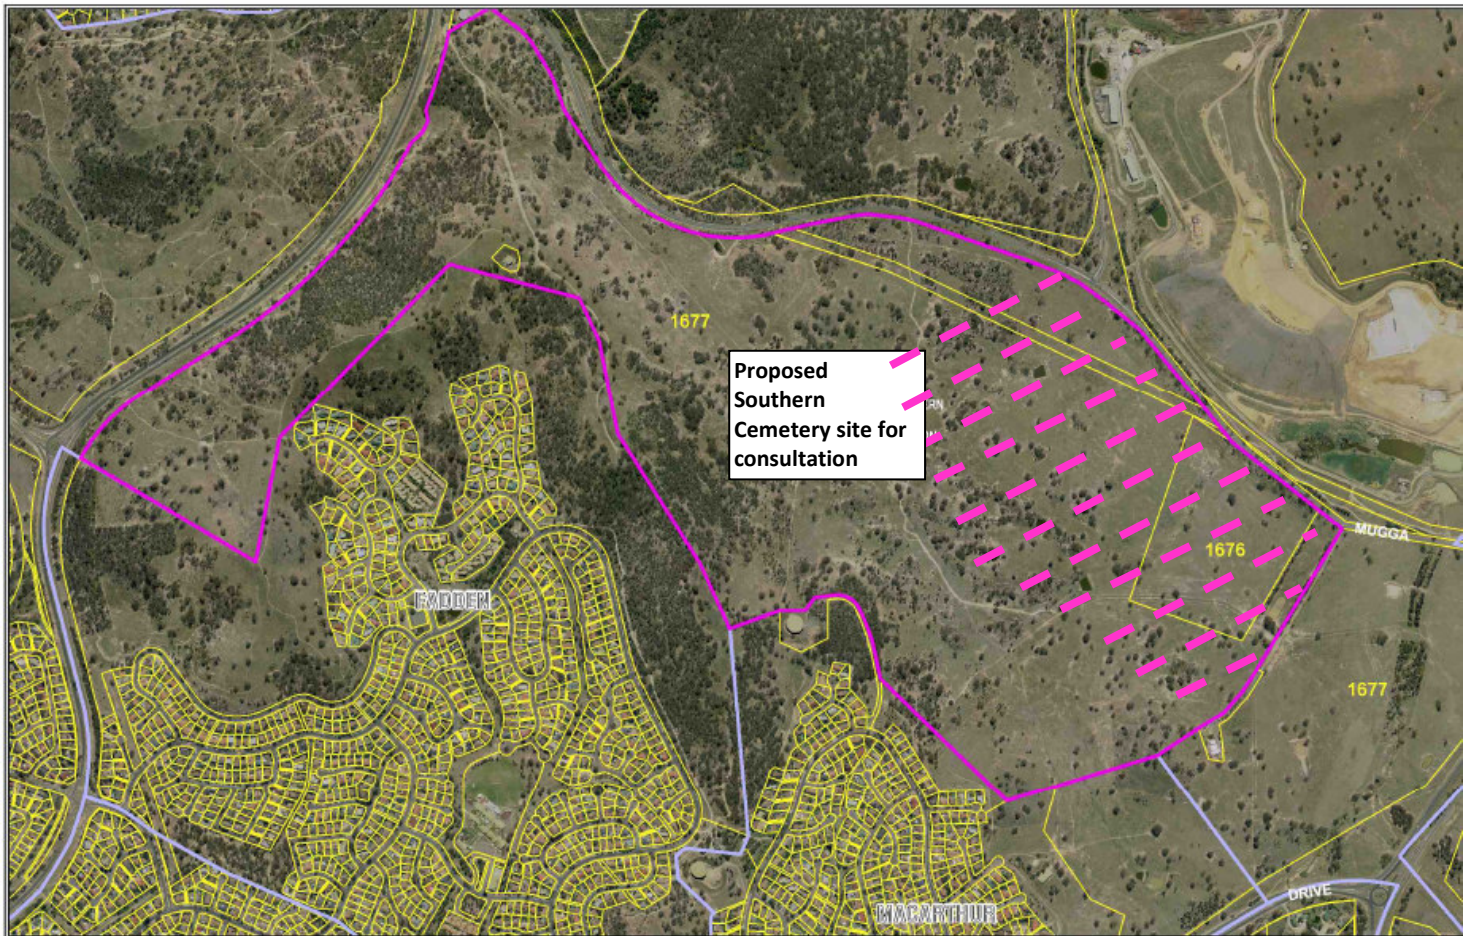 1677
Proposed
Southern
Cemetery site for
consultation
MUGGA
1676
FADDEN
1677
DRIVE
MACARTHUR